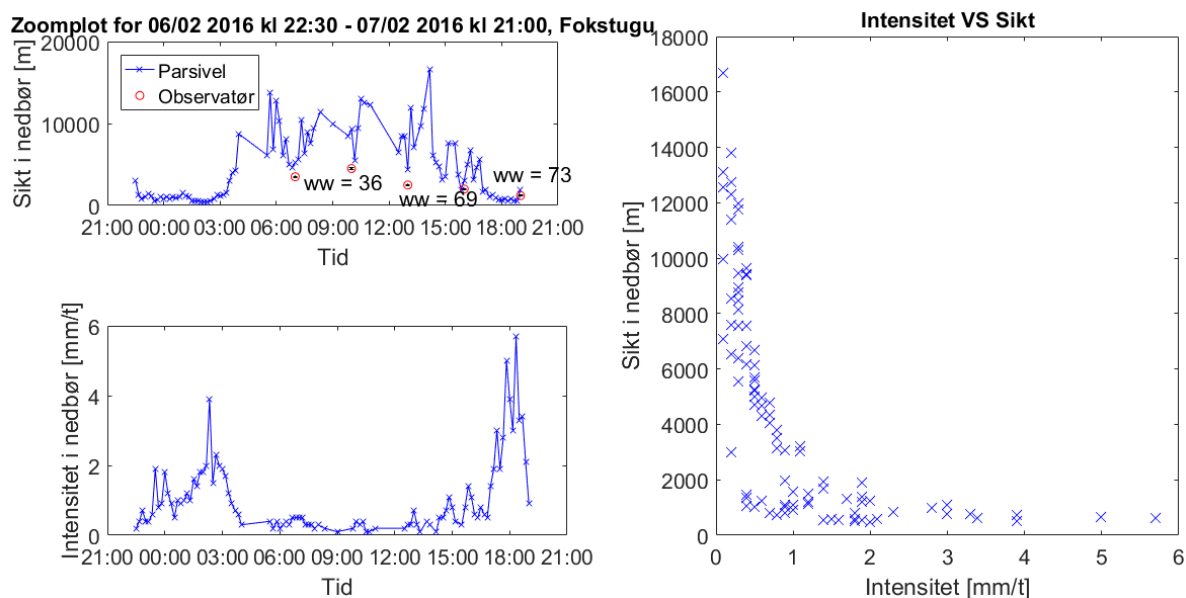 Zoomplot for 06/02 2016 kl 22:30 - 07/02 2016 kl 21:00, Fokstugu
Sikt i nedbør [m]
20000
10000
0
Parsivel
Observatør
ww = 36
ww = 69
ww = 73
21:00 00:00 03:00 06:00 09:00 12:00 15:00 18:00 21:00
Tid
Intensitet i nedbør [mm/t]
6
4
2
0
21:00 00:00 03:00 06:00 09:00 12:00 15:00 18:00 21:00
Tid
Intensitet VS Sikt
Sikt i nedbør [m]
18000
16000
14000
12000
10000
8000
6000
4000
2000
0
0 1 2 3 4 5 6
Intensitet [mm/t]